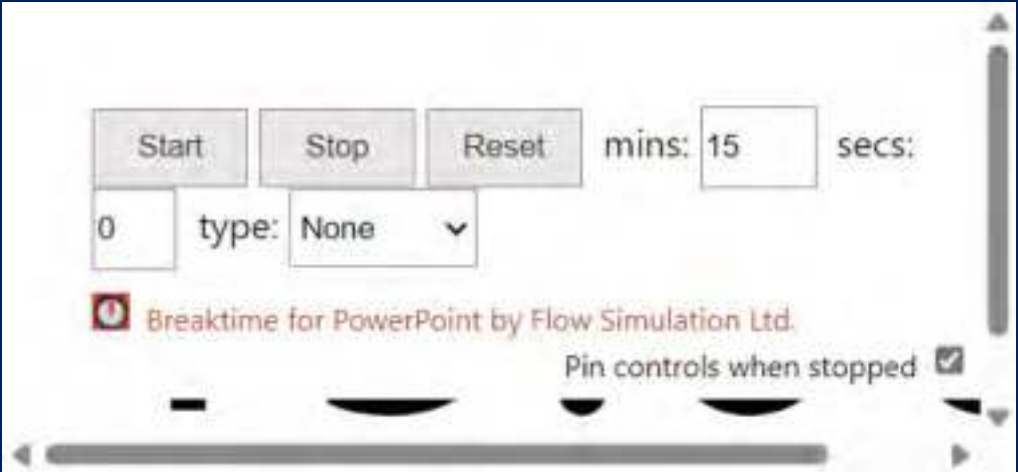 Start Stop Reset mins: 15 secs:
0 type: None
Breaktime for PowerPoint by Flow Simulation Ltd.
Pin controls when stopped